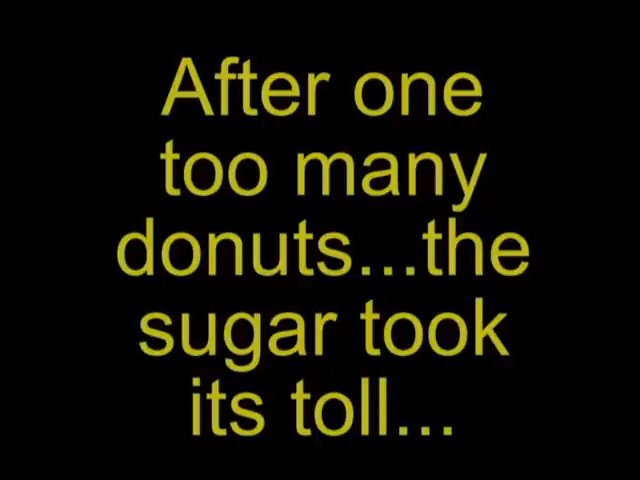 After one
too many
donuts...the
sugar took
its toll...